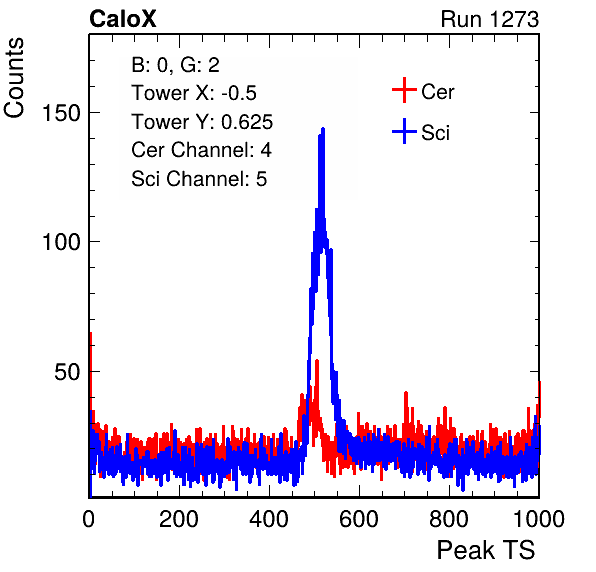 CaloX Run 1273
Counts
B: 0, G: 2
Tower X: -0.5
Tower Y: 0.625
Cer Channel: 4
Sci Channel: 5
Cer
Sci
150
100
50
0 200 400 600 800 1000
Peak TS